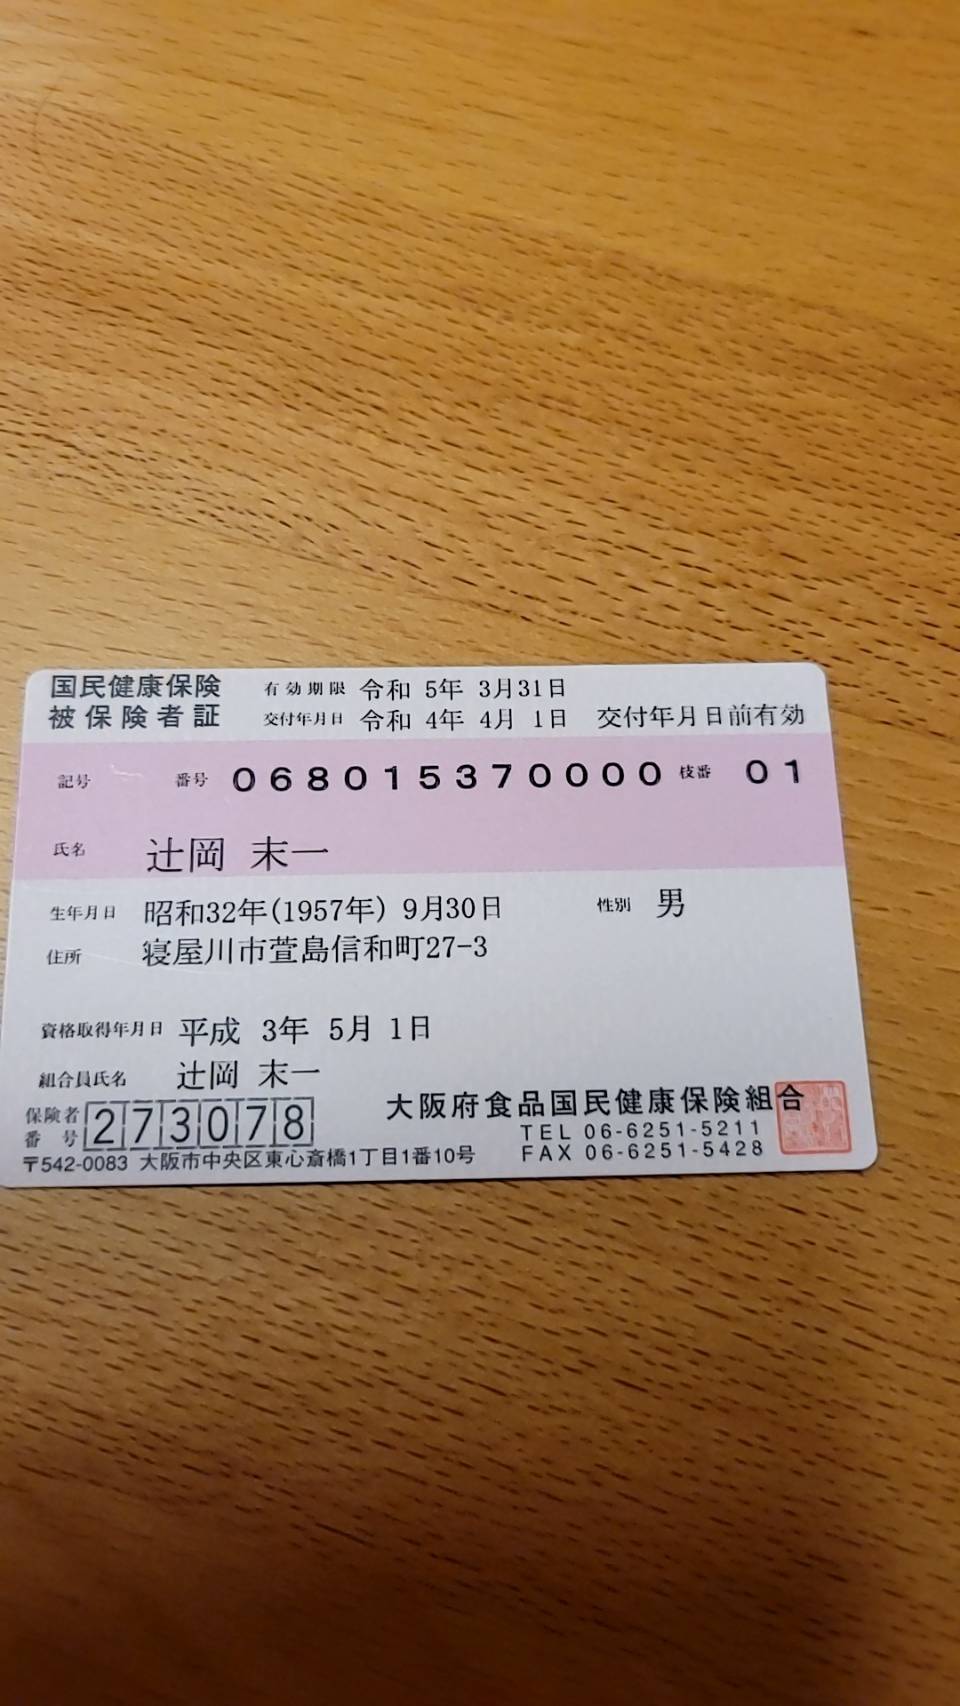 国民健康保険 有効期限 令和 5年 3月31日
被保険者証 交付年月日 令和 4年 4月 1日 交付年月日前有効
記号 番号 068015370000 枝番 01
氏名 辻岡 末一
生年月日 昭和32年(1957年) 9月30日 性別 男
住所 寝屋川市萱島信和町27-3
資格取得年月日 平成 3年 5月 1日
組合員氏名 辻岡 末一
保険者番号 273078 大阪府食品国民健康保険組合
TEL 06-6251-5211
〒542-0083 大阪市中央区東心斎橋1丁目1番10号 FAX 06-6251-5428